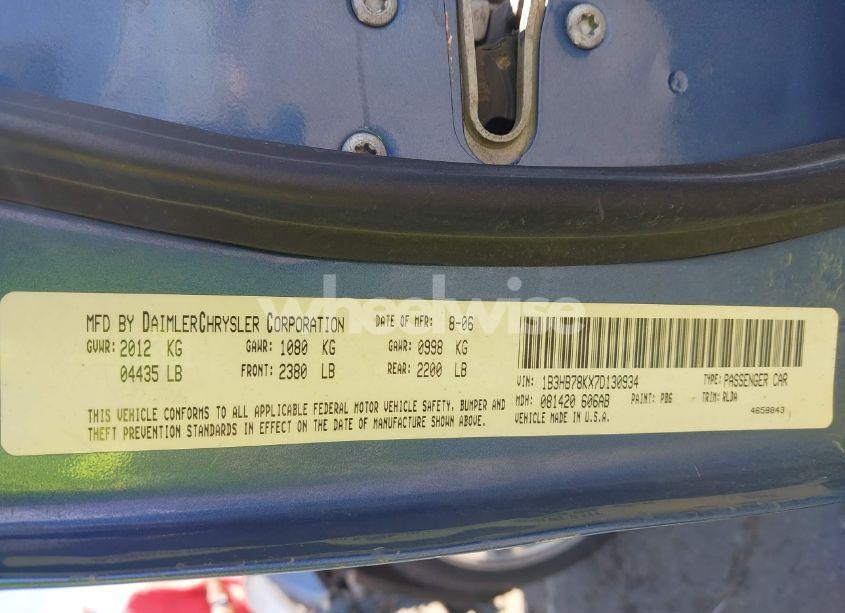 MFD BY DAIMLERCHRYSLER CORPORATION DATE OF MFR: 8-06
GVWR: 2012 KG GAWR: 1080 KG GAWR: 0998 KG
04435 LB FRONT: 2380 LB REAR: 2200 LB
THIS VEHICLE CONFORMS TO ALL APPLICABLE FEDERAL MOTOR VEHICLE SAFETY, BUMPER AND
THEFT PREVENTION STANDARDS IN EFFECT ON THE DATE OF MANUFACTURE SHOWN ABOVE.
VIN: 1B3HB78KX7D130934 TYPE: PASSENGER CAR
MDH: 081420 606AB PAINT: PB6 TRIM: RLDA
VEHICLE MADE IN U.S.A. 4658843
wheelwise